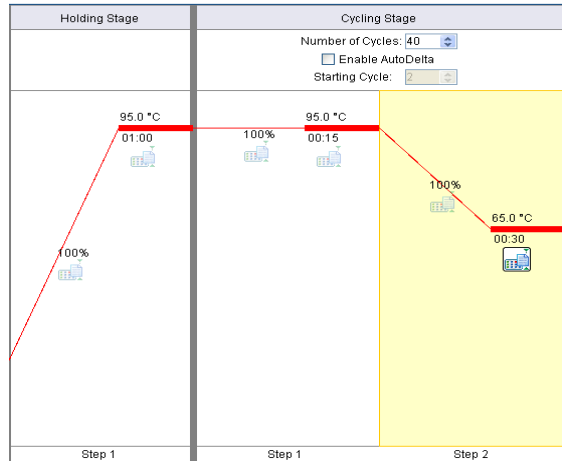 Holding Stage
Cycling Stage
Number of Cycles: 40
Enable AutoDelta
Starting Cycle: 2
95.0 °C
01:00
100%
95.0 °C
00:15
100%
100%
65.0 °C
00:30
Step 1
Step 1
Step 2